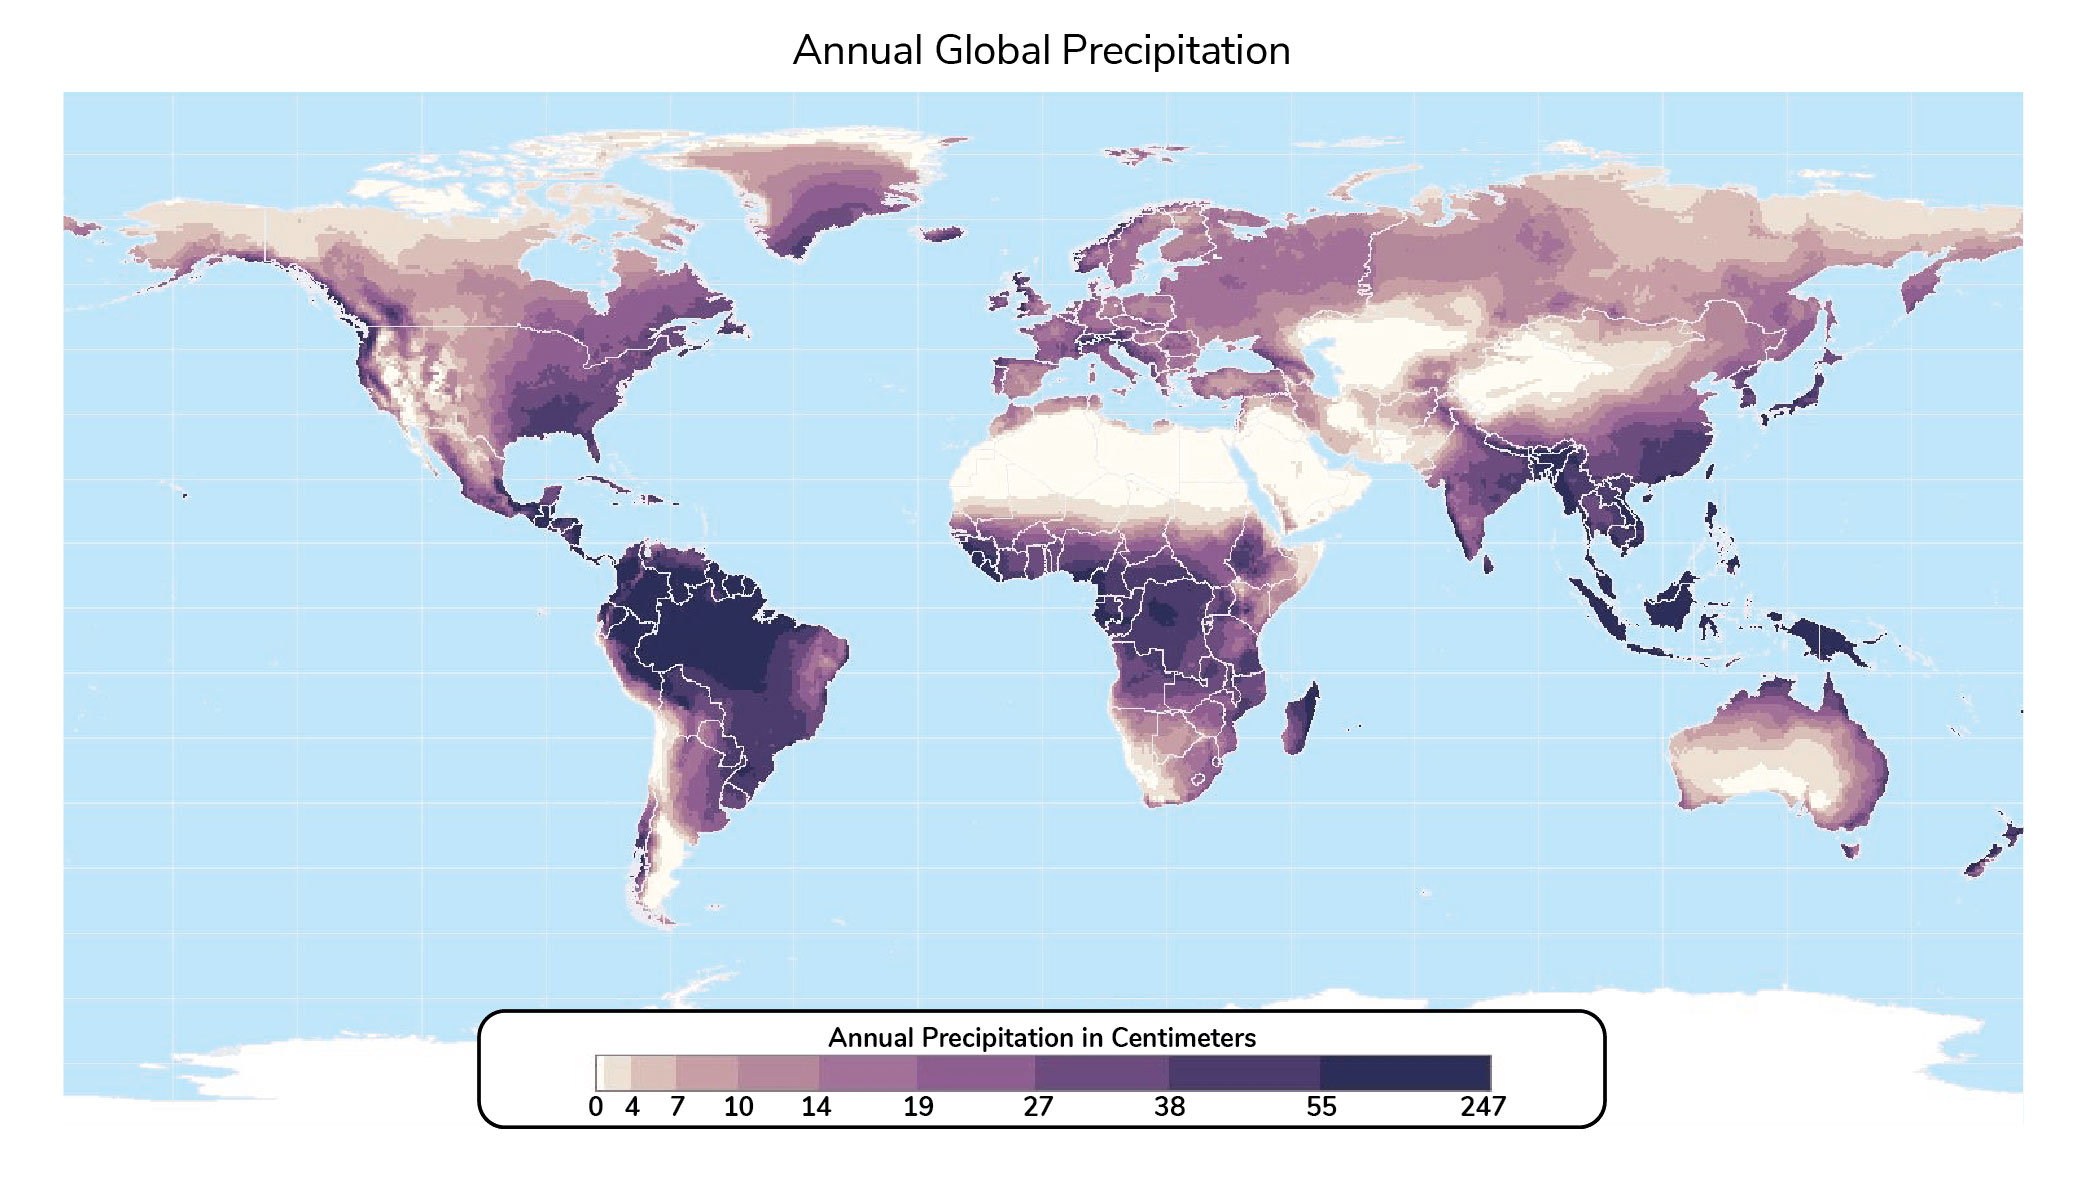 Annual Global Precipitation
Annual Precipitation in Centimeters
0 4 7 10 14 19 27 38 55 247